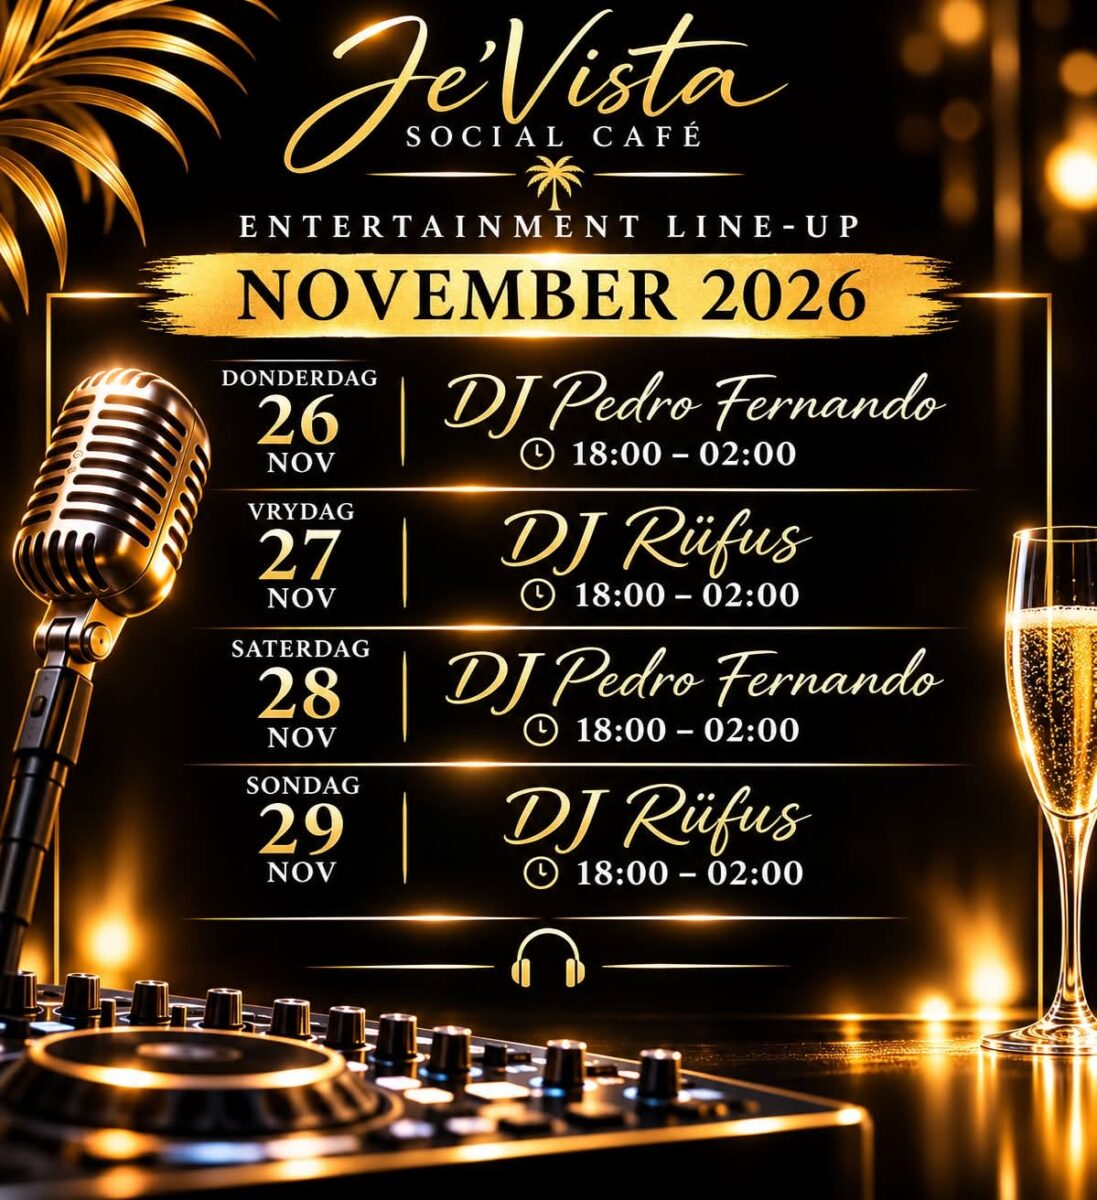 Je'Vista
SOCIAL CAFÉ
ENTERTAINMENT LINE-UP
NOVEMBER 2026
DONDERDAG
26
NOV
DJ Pedro Fernando
18:00 – 02:00
VRYDAG
27
NOV
DJ Rüfus
18:00 – 02:00
SATERDAG
28
NOV
DJ Pedro Fernando
18:00 – 02:00
SONDAG
29
NOV
DJ Rüfus
18:00 – 02:00